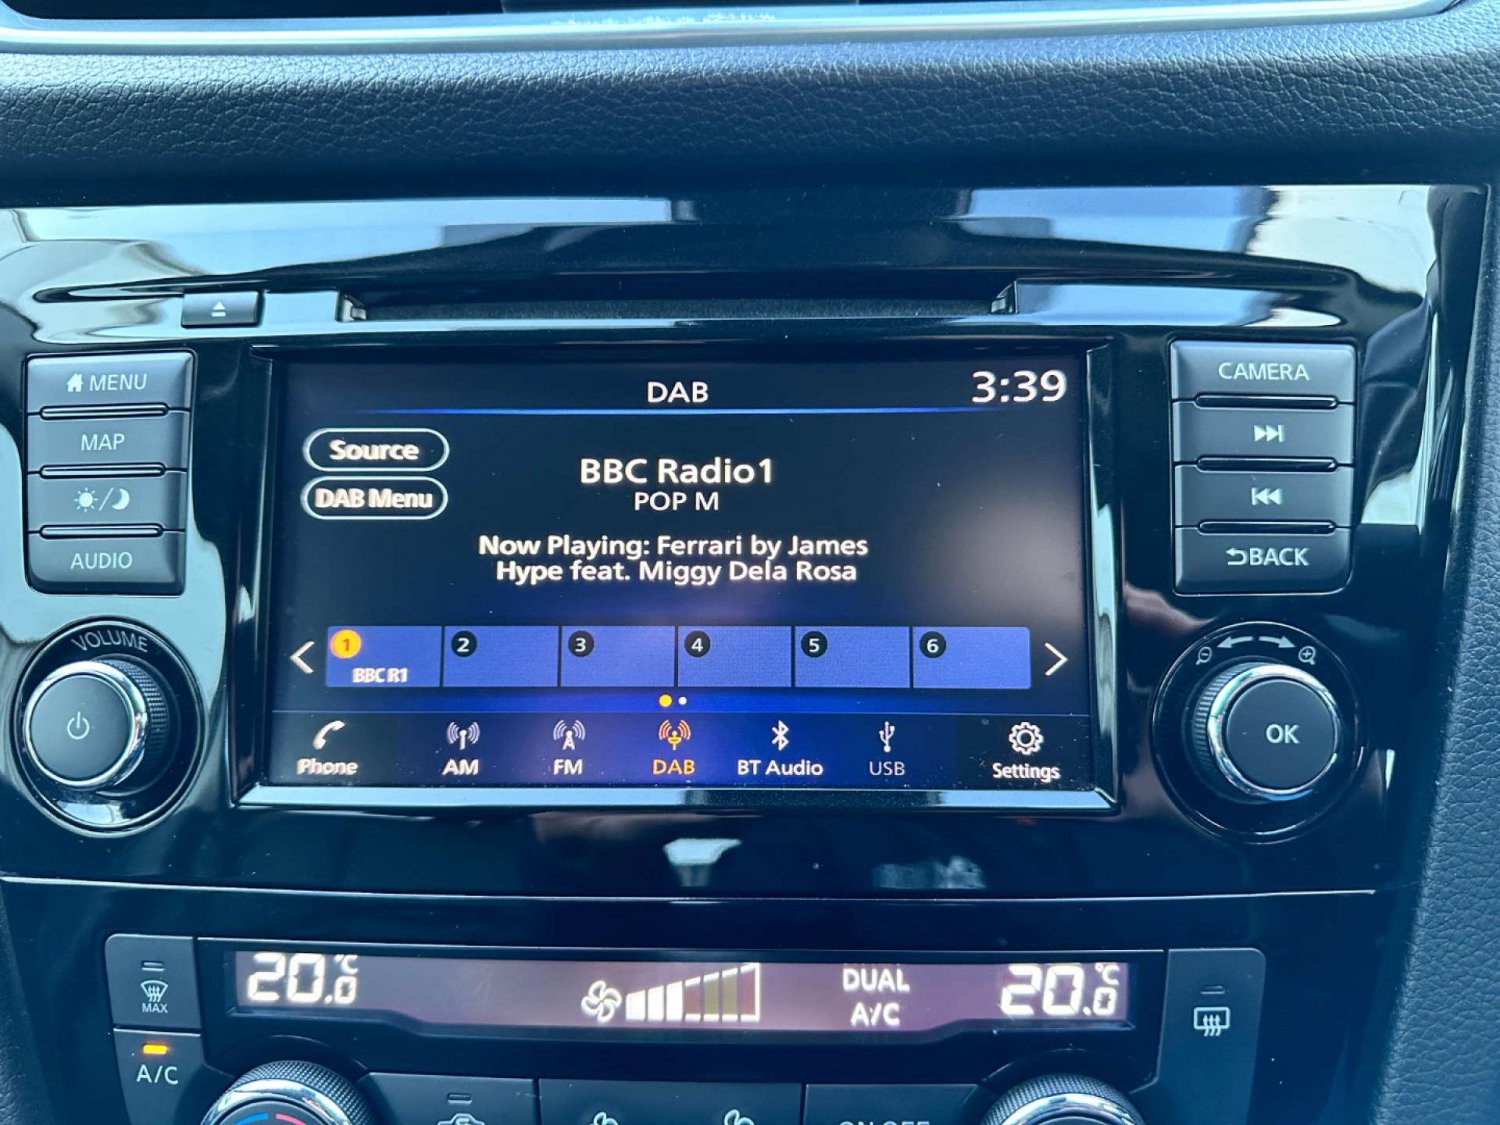 DAB
3:39
Source
DAB Menu
BBC Radio1
POP M
Now Playing: Ferrari by James
Hype feat. Miggy Dela Rosa
1
BBC R1
2
3
4
5
6
Phone
AM
FM
DAB
BT Audio
USB
Settings
MENU
MAP
AUDIO
VOLUME
CAMERA
BACK
OK
20.0°C
DUAL
A/C
20.0°C
MAX
A/C
ON·OFF